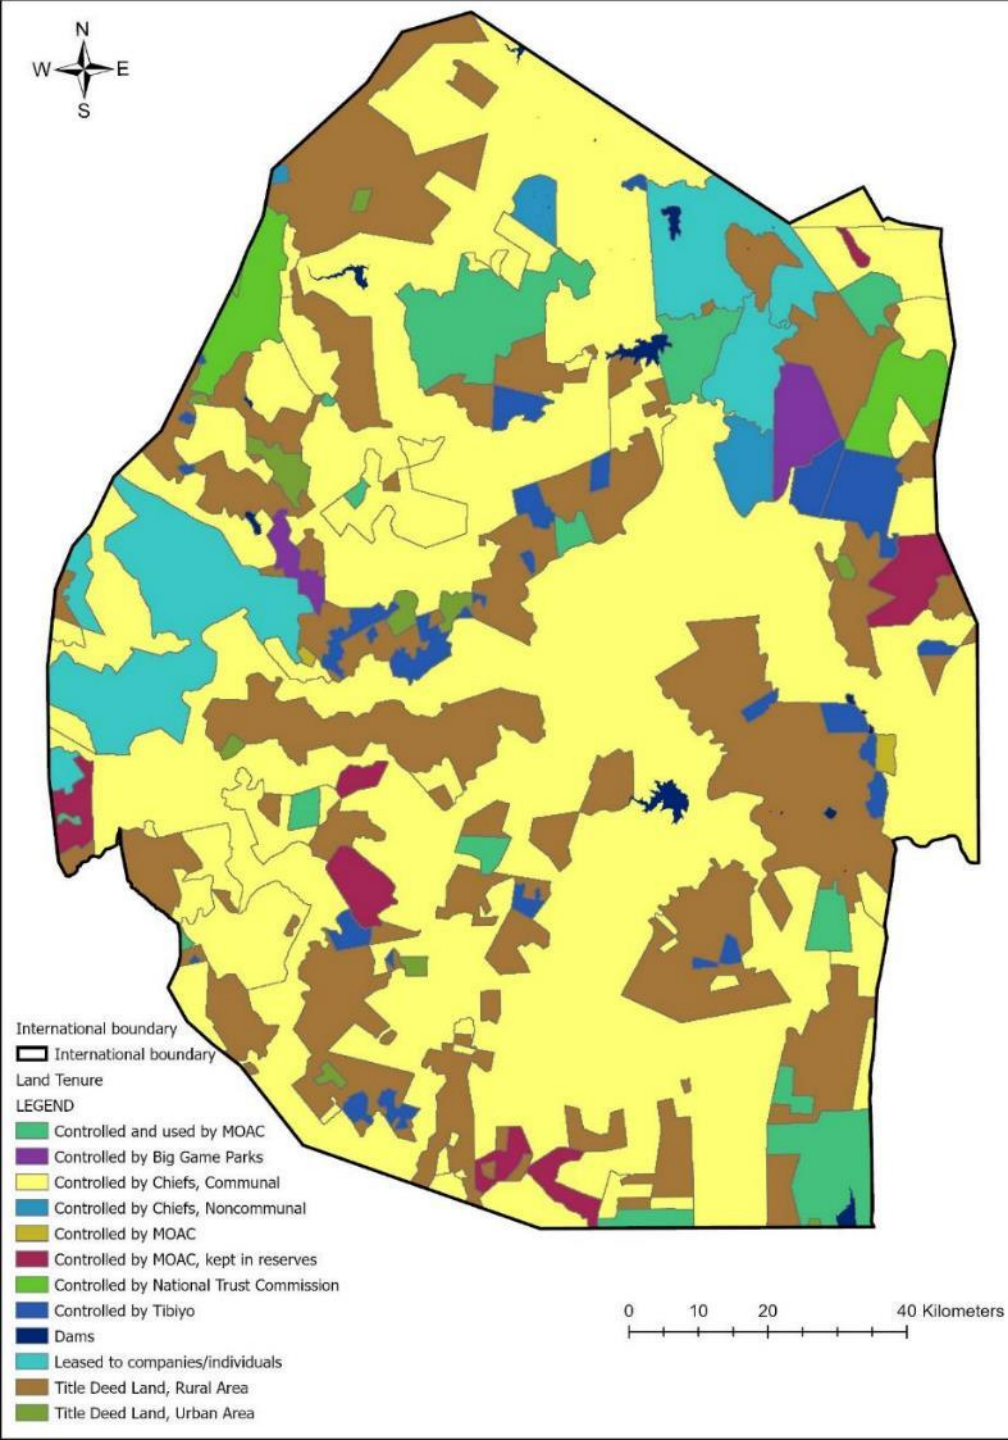 N
W E
S
International boundary
International boundary
Land Tenure
LEGEND
Controlled and used by MOAC
Controlled by Big Game Parks
Controlled by Chiefs, Communal
Controlled by Chiefs, Noncommunal
Controlled by MOAC
Controlled by MOAC, kept in reserves
Controlled by National Trust Commission
Controlled by Tibiyo
Dams
Leased to companies/individuals
Title Deed Land, Rural Area
Title Deed Land, Urban Area
0 10 20 40 Kilometers